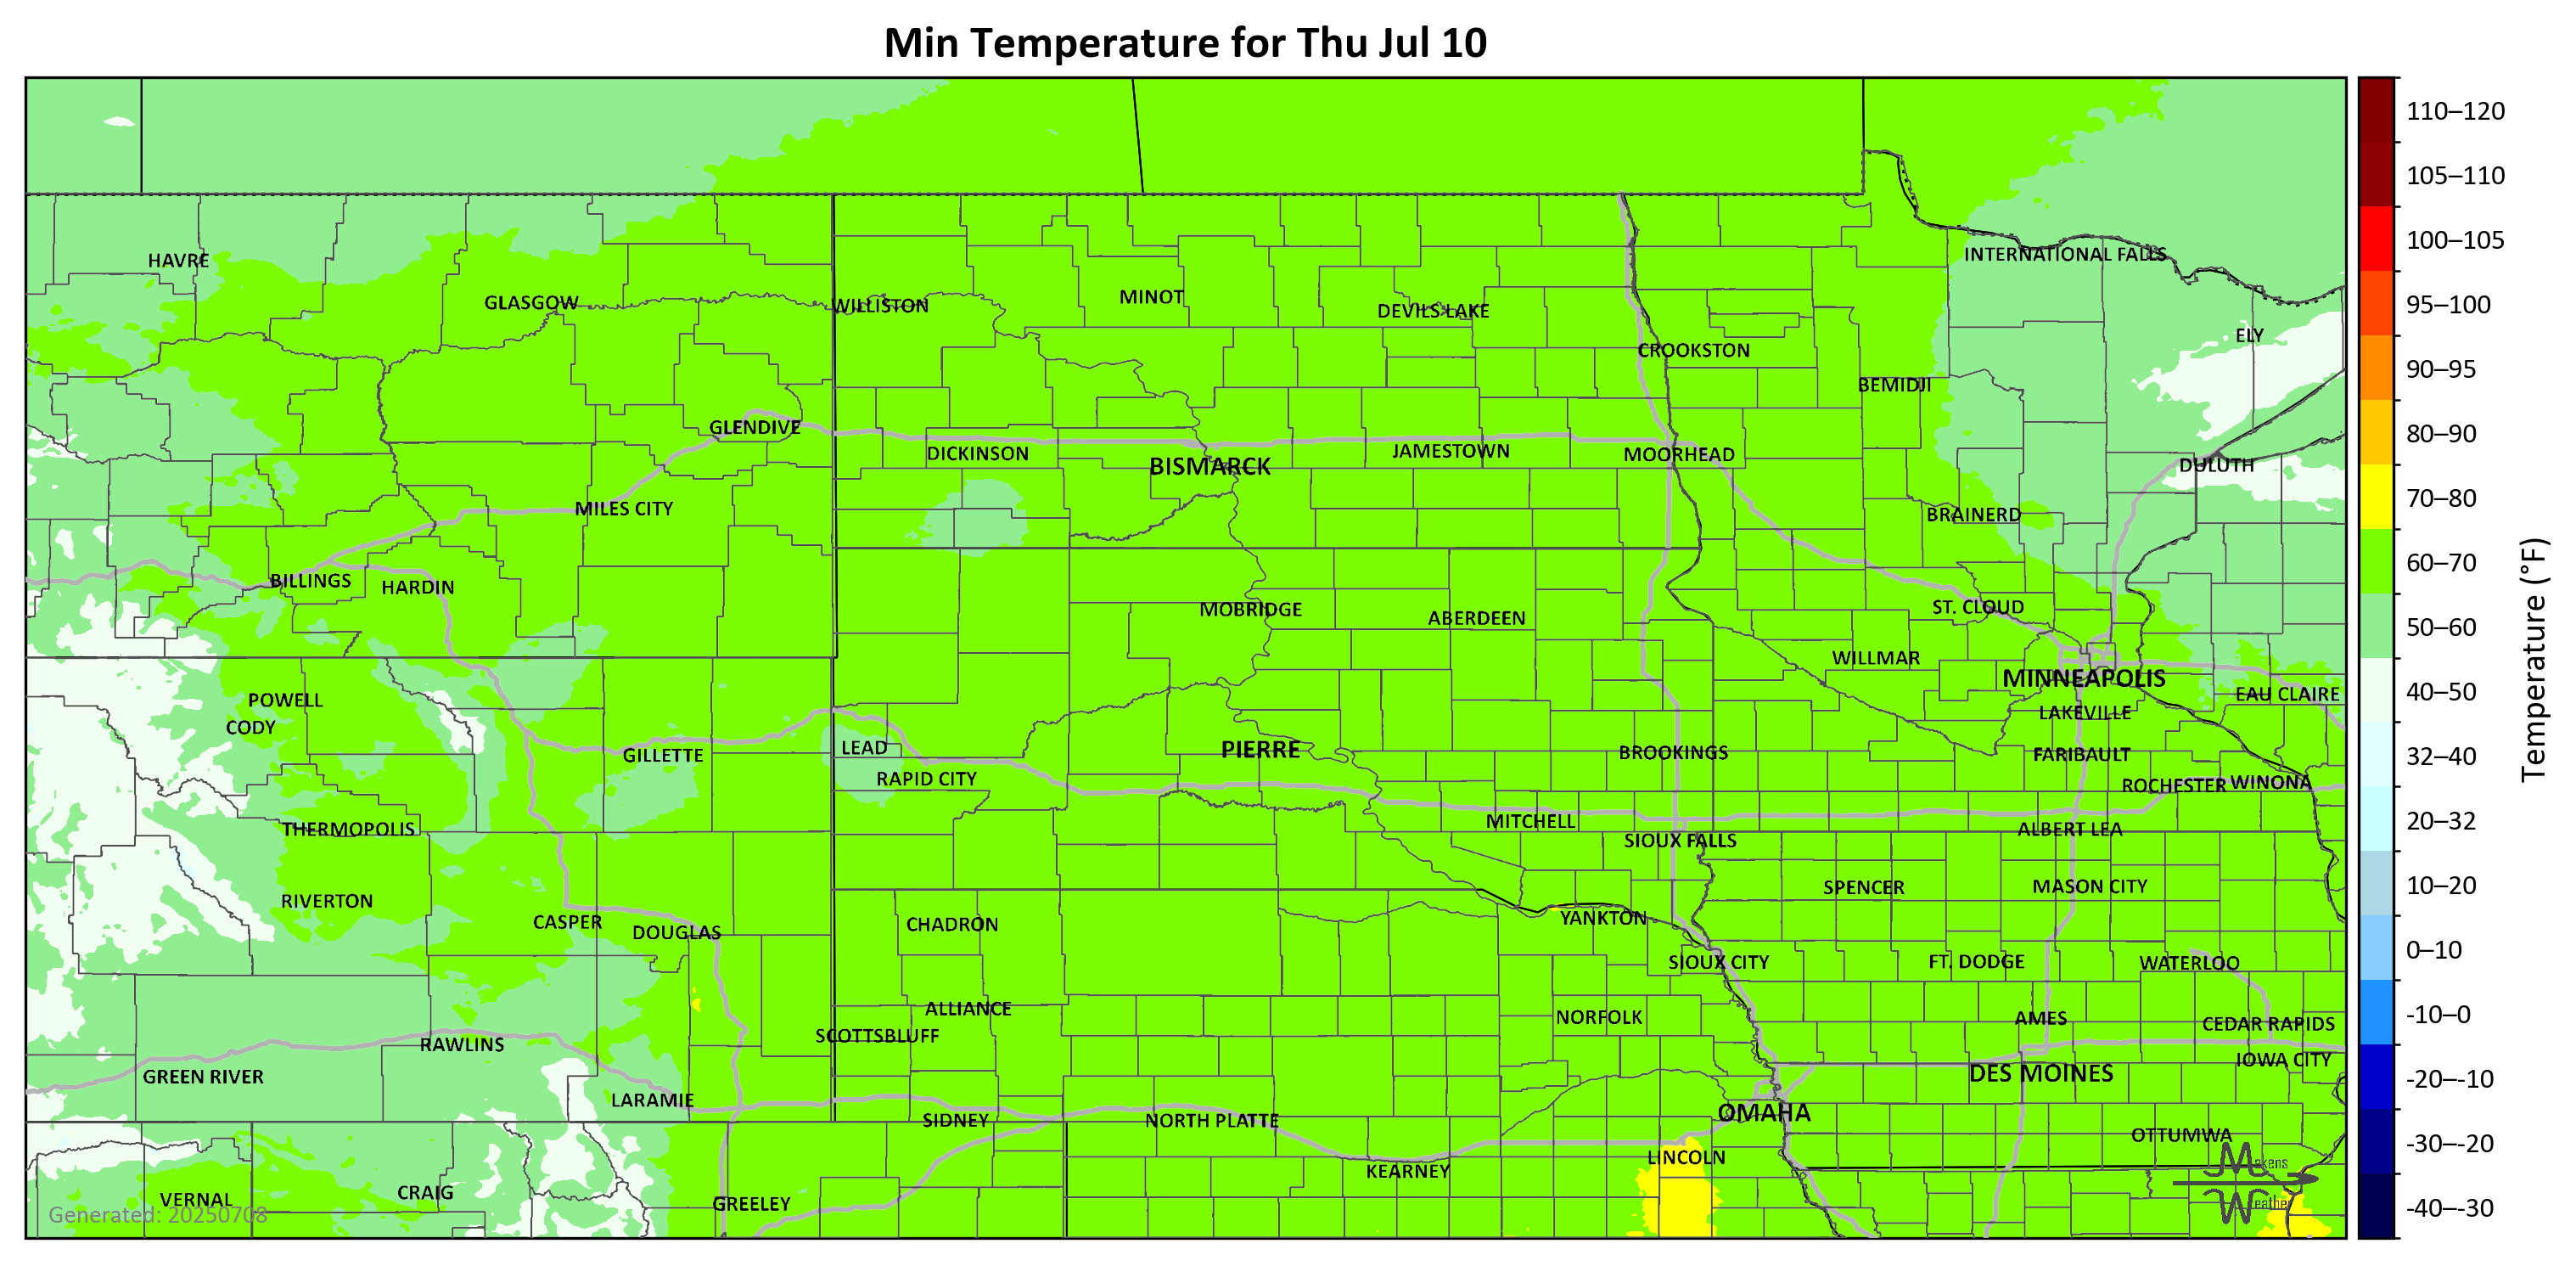 Min Temperature for Thu Jul 10
HAVRE
INTERNATIONAL FALLS
GLASGOW
WILLISTON
MINOT
DEVILS LAKE
ELY
CROOKSTON
BEMIDJI
GLENDIVE
DICKINSON
BISMARCK
JAMESTOWN
MOORHEAD
DULUTH
MILES CITY
BRAINERD
BILLINGS
HARDIN
MOBRIDGE
ABERDEEN
ST. CLOUD
WILLMAR
MINNEAPOLIS
EAU CLAIRE
POWELL
CODY
LAKEVILLE
GILLETTE
LEAD
RAPID CITY
PIERRE
BROOKINGS
FARIBAULT
ROCHESTER
WINONA
THERMOPOLIS
MITCHELL
SIOUX FALLS
ALBERT LEA
RIVERTON
SPENCER
MASON CITY
CASPER
DOUGLAS
CHADRON
YANKTON
SIOUX CITY
FT. DODGE
WATERLOO
ALLIANCE
SCOTTSBLUFF
NORFOLK
AMES
CEDAR RAPIDS
RAWLINS
IOWA CITY
GREEN RIVER
DES MOINES
LARAMIE
SIDNEY
NORTH PLATTE
OMAHA
OTTUMWA
LINCOLN
KEARNEY
VERNAL
CRAIG
GREELEY
Generated: 20250708
Makens
Weather
110–120
105–110
100–105
95–100
90–95
80–90
70–80
60–70
50–60
40–50
32–40
20–32
10–20
0–10
-10–0
-20–-10
-30–-20
-40–-30
Temperature (°F)